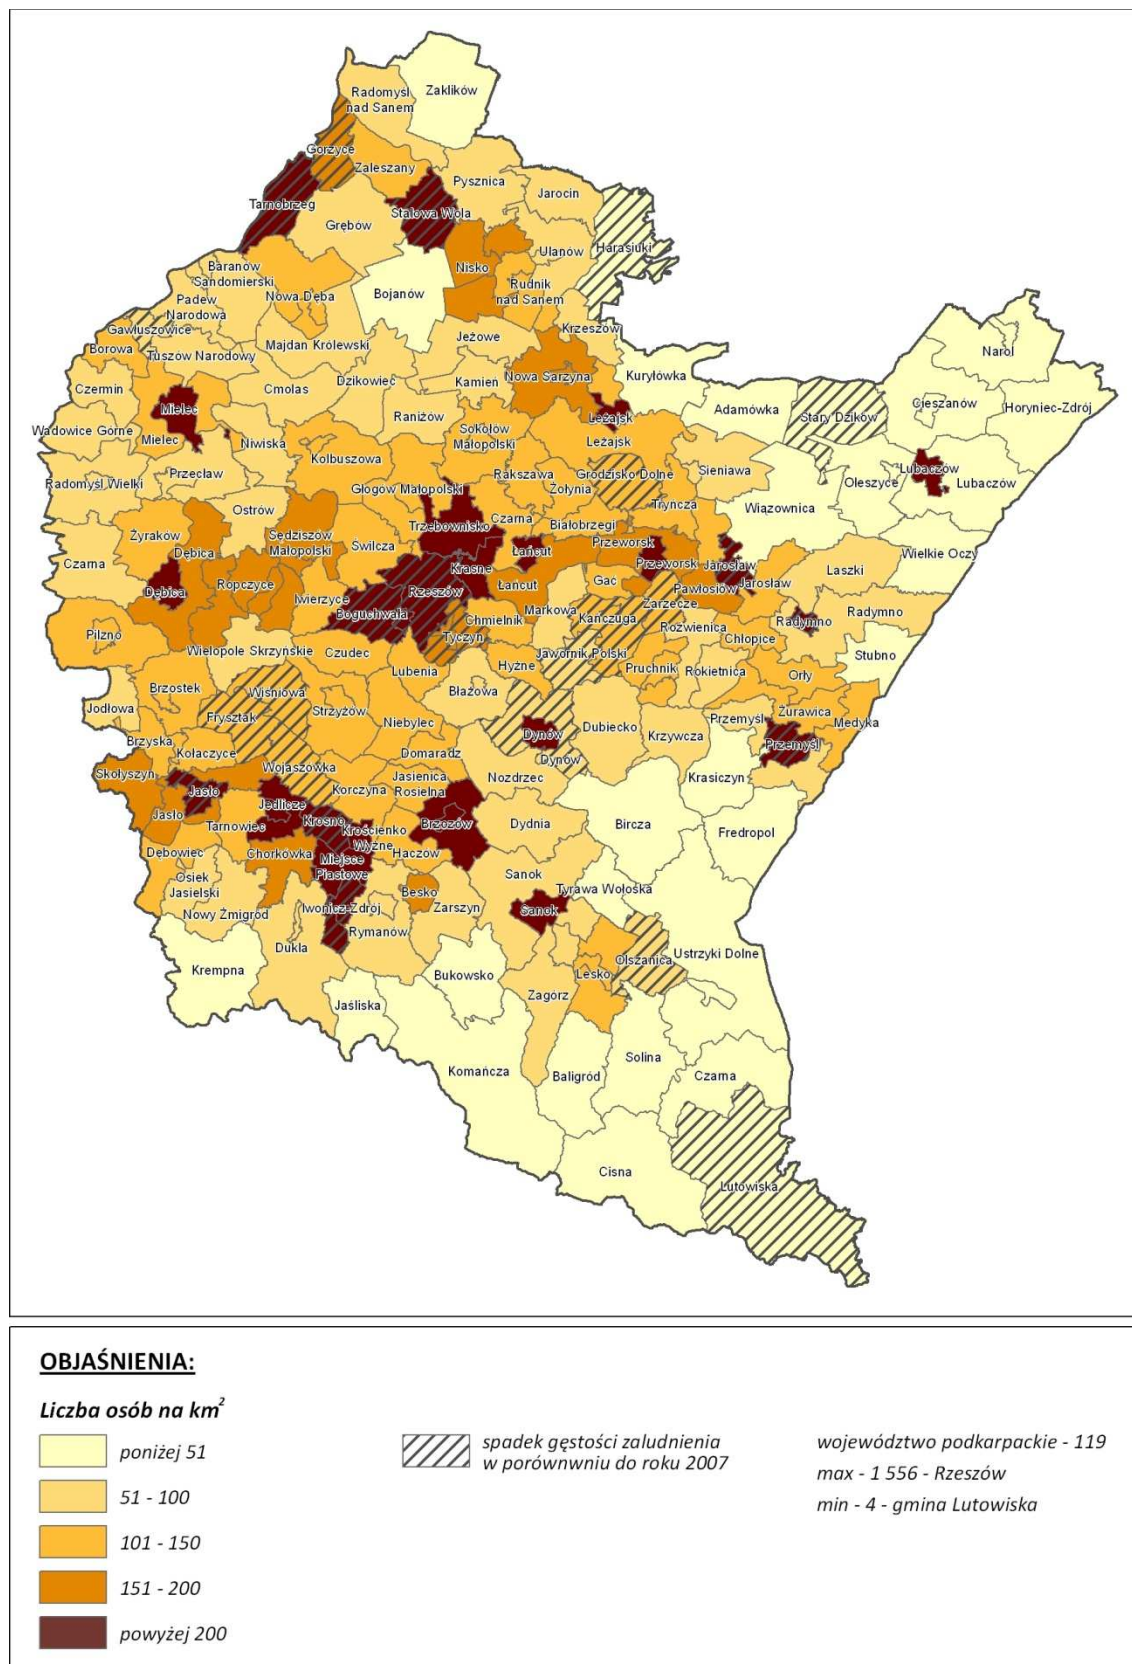 Radomyśl
nad Sanem
Zaklików
Gorzyce
Zaleszany
Pysznica
Jarocin
Tarnobrzeg
Stalowa Wola
Grębów
Ulanów
Harasiuki
Baranów
Sandomierski
Nisko
Rudnik
nad Sanem
Nowa Dęba
Bojanów
Padew
Narodowa
Gawłuszowice
Borowa
Tuszów Narodowy
Majdan Królewski
Jeżowe
Krzeszów
Narol
Czermin
Cmolas
Dzikowiec
Kamień
Nowa Sarzyna
Kuryłówka
Cieszanów
Mielec
Raniżów
Leżajsk
Adamówka
Stary Dzików
Horyniec-Zdrój
Wadowice Górne
Mielec
Niwiska
Sokołów
Małopolski
Leżajsk
Kolbuszowa
Radomyśl Wielki
Przecław
Rakszawa
Grodzisko Dolne
Sieniawa
Lubaczów
Oleszyce
Lubaczów
Głogów Małopolski
Żołynia
Tryncza
Wiązownica
Ostrów
Trzebownisko
Czarna
Białobrzegi
Żyraków
Dębica
Sędziszów
Małopolski
Świlcza
Łańcut
Przeworsk
Wielkie Oczy
Czarna
Ropczyce
Krasne
Przeworsk
Jarosław
Laszki
Dębica
Iwierzyce
Rzeszów
Łańcut
Gać
Pawłosiów
Jarosław
Boguchwała
Markowa
Kańczuga
Zarzecze
Radymno
Radymno
Pilzno
Tyczyn
Chmielnik
Roźwienica
Chłopice
Wielopole Skrzyńskie
Czudec
Lubenia
Hyżne
Jawornik Polski
Pruchnik
Rokietnica
Stubno
Orły
Jodłowa
Brzostek
Wiśniowa
Strzyżów
Błażowa
Frysztak
Niebylec
Dynów
Dubiecko
Przemyśl
Żurawica
Medyka
Brzyska
Kołaczyce
Domaradz
Dynów
Krzywcza
Przemyśl
Skołyszyn
Wojaszówka
Jasienica
Rosielna
Nozdrzec
Krasiczyn
Jasło
Jedlicze
Korczyna
Jasło
Krosno
Tarnowiec
Krościenko
Wyżne
Brzozów
Dydnia
Bircza
Fredropol
Dębowiec
Chorkówka
Miejsce
Piastowe
Haczów
Osiek
Jasielski
Sanok
Tyrawa Wołoska
Nowy Żmigród
Iwonicz-Zdrój
Besko
Zarszyn
Sanok
Rymanów
Dukla
Olszanica
Ustrzyki Dolne
Krempna
Bukowsko
Lesko
Jaśliska
Zagórz
Solina
Komańcza
Baligród
Czarna
Cisna
Lutowiska
OBJAŚNIENIA:
Liczba osób na km²
poniżej 51
51 - 100
101 - 150
151 - 200
powyżej 200
spadek gęstości zaludnienia
w porównwniu do roku 2007
województwo podkarpackie - 119
max - 1 556 - Rzeszów
min - 4 - gmina Lutowiska